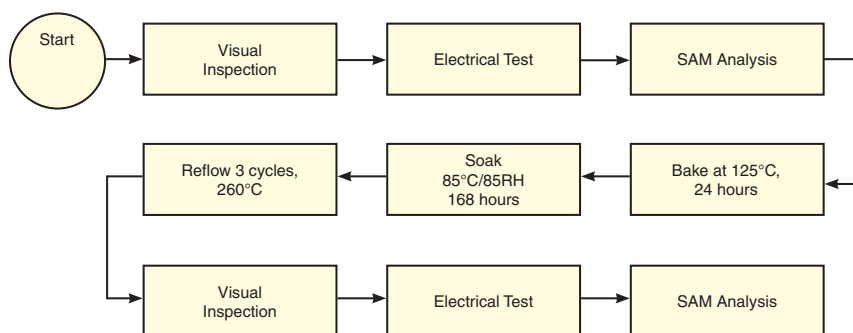 Start
Visual
Inspection
Electrical Test
SAM Analysis
Reflow 3 cycles,
260°C
Soak
85°C/85RH
168 hours
Bake at 125°C,
24 hours
Visual
Inspection
Electrical Test
SAM Analysis